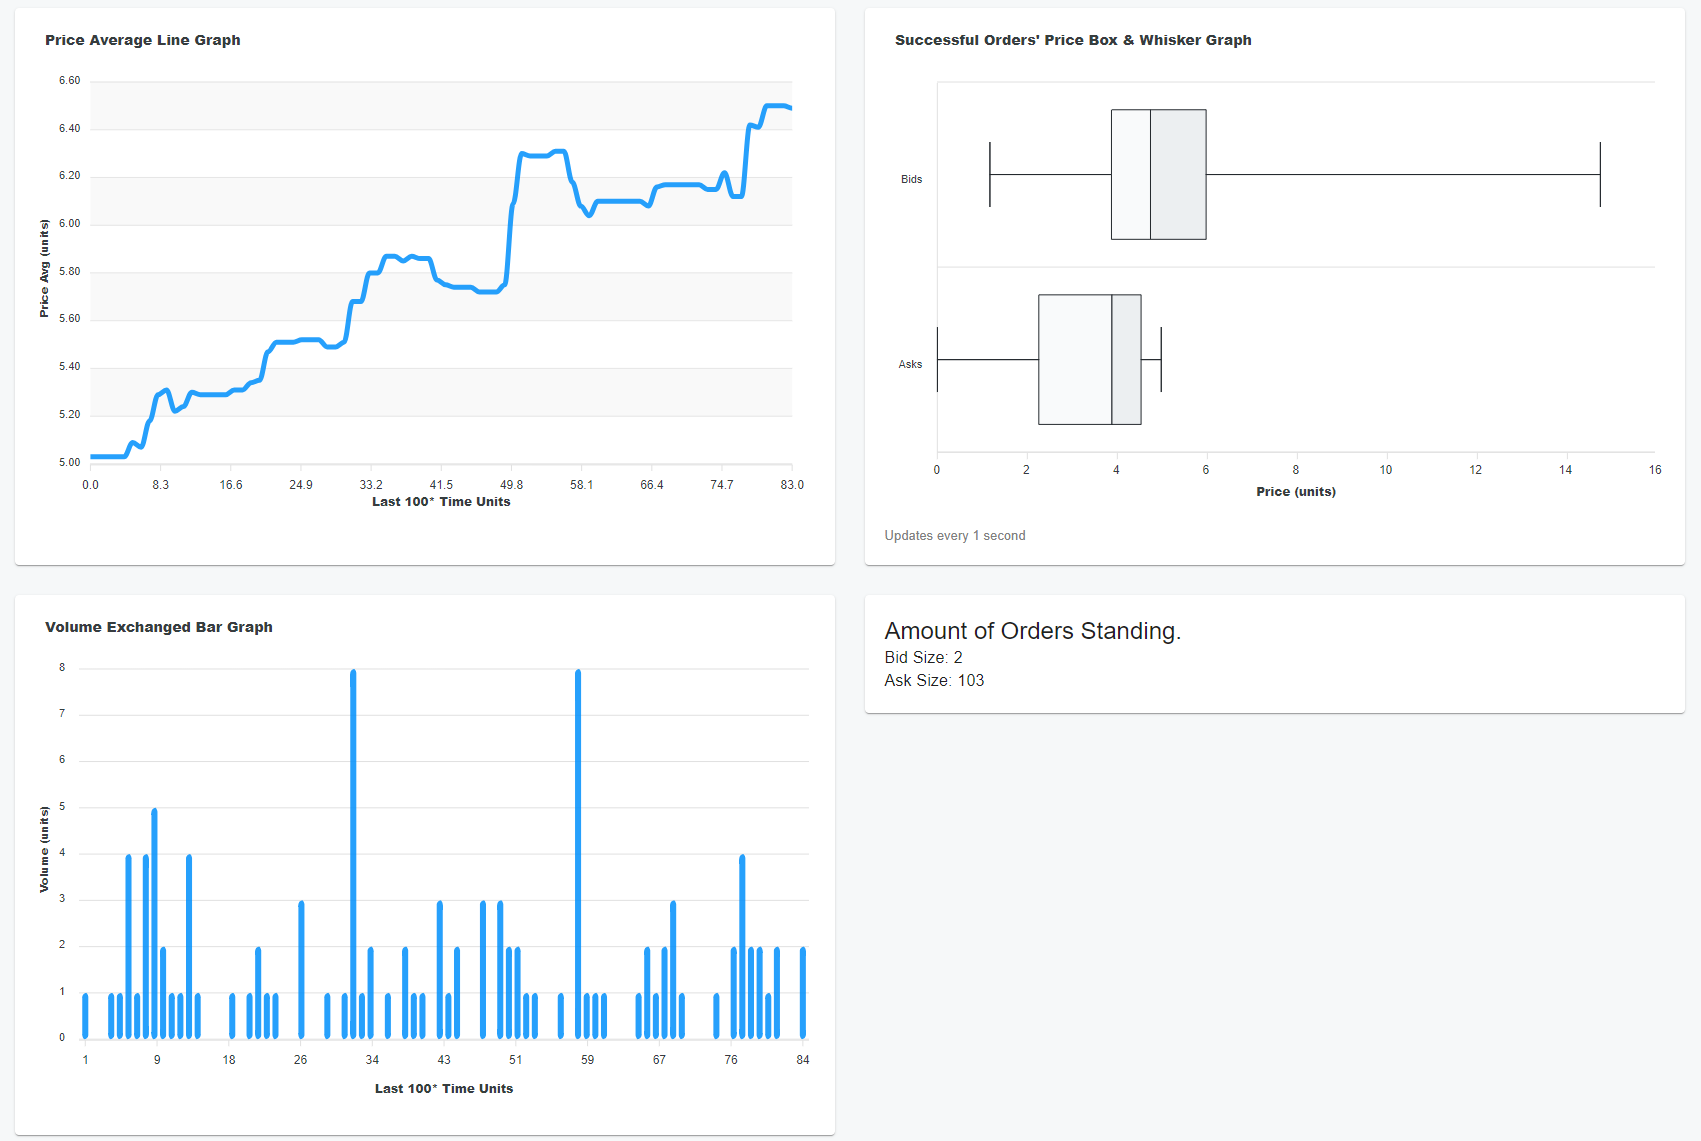 Price Average Line Graph
6.60
6.40
6.20
6.00
5.80
5.60
5.40
5.20
5.00
Price Avg (units)
0.0 8.3 16.6 24.9 33.2 41.5 49.8 58.1 66.4 74.7 83.0
Last 100* Time Units
Successful Orders' Price Box & Whisker Graph
Bids
Asks
0 2 4 6 8 10 12 14 16
Price (units)
Updates every 1 second
Volume Exchanged Bar Graph
8
7
6
5
4
3
2
1
0
Volume (units)
1 9 18 26 34 43 51 59 67 76 84
Last 100* Time Units
Amount of Orders Standing.
Bid Size: 2
Ask Size: 103